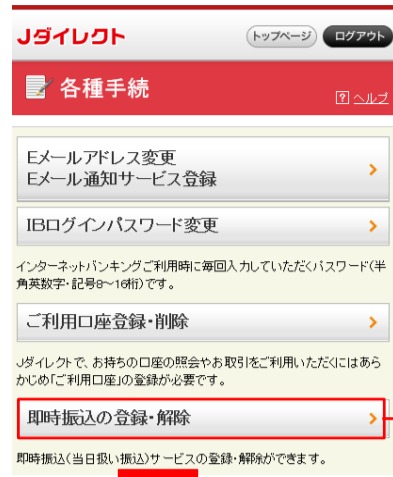 Jダイレクト
トップページ ログアウト
各種手続
? ヘルプ
Eメールアドレス変更
Eメール通知サービス登録
IBログインパスワード変更
インターネットバンキングご利用時に毎回入力していただくパスワード(半
角英数字・記号8～16桁)です。
ご利用口座登録・削除
Jダイレクトで、お持ちの口座の照会やお取引をご利用いただくにはあら
かじめ「ご利用口座」の登録が必要です。
即時振込の登録・解除
即時振込(当日扱い振込)サービスの登録・解除ができます。